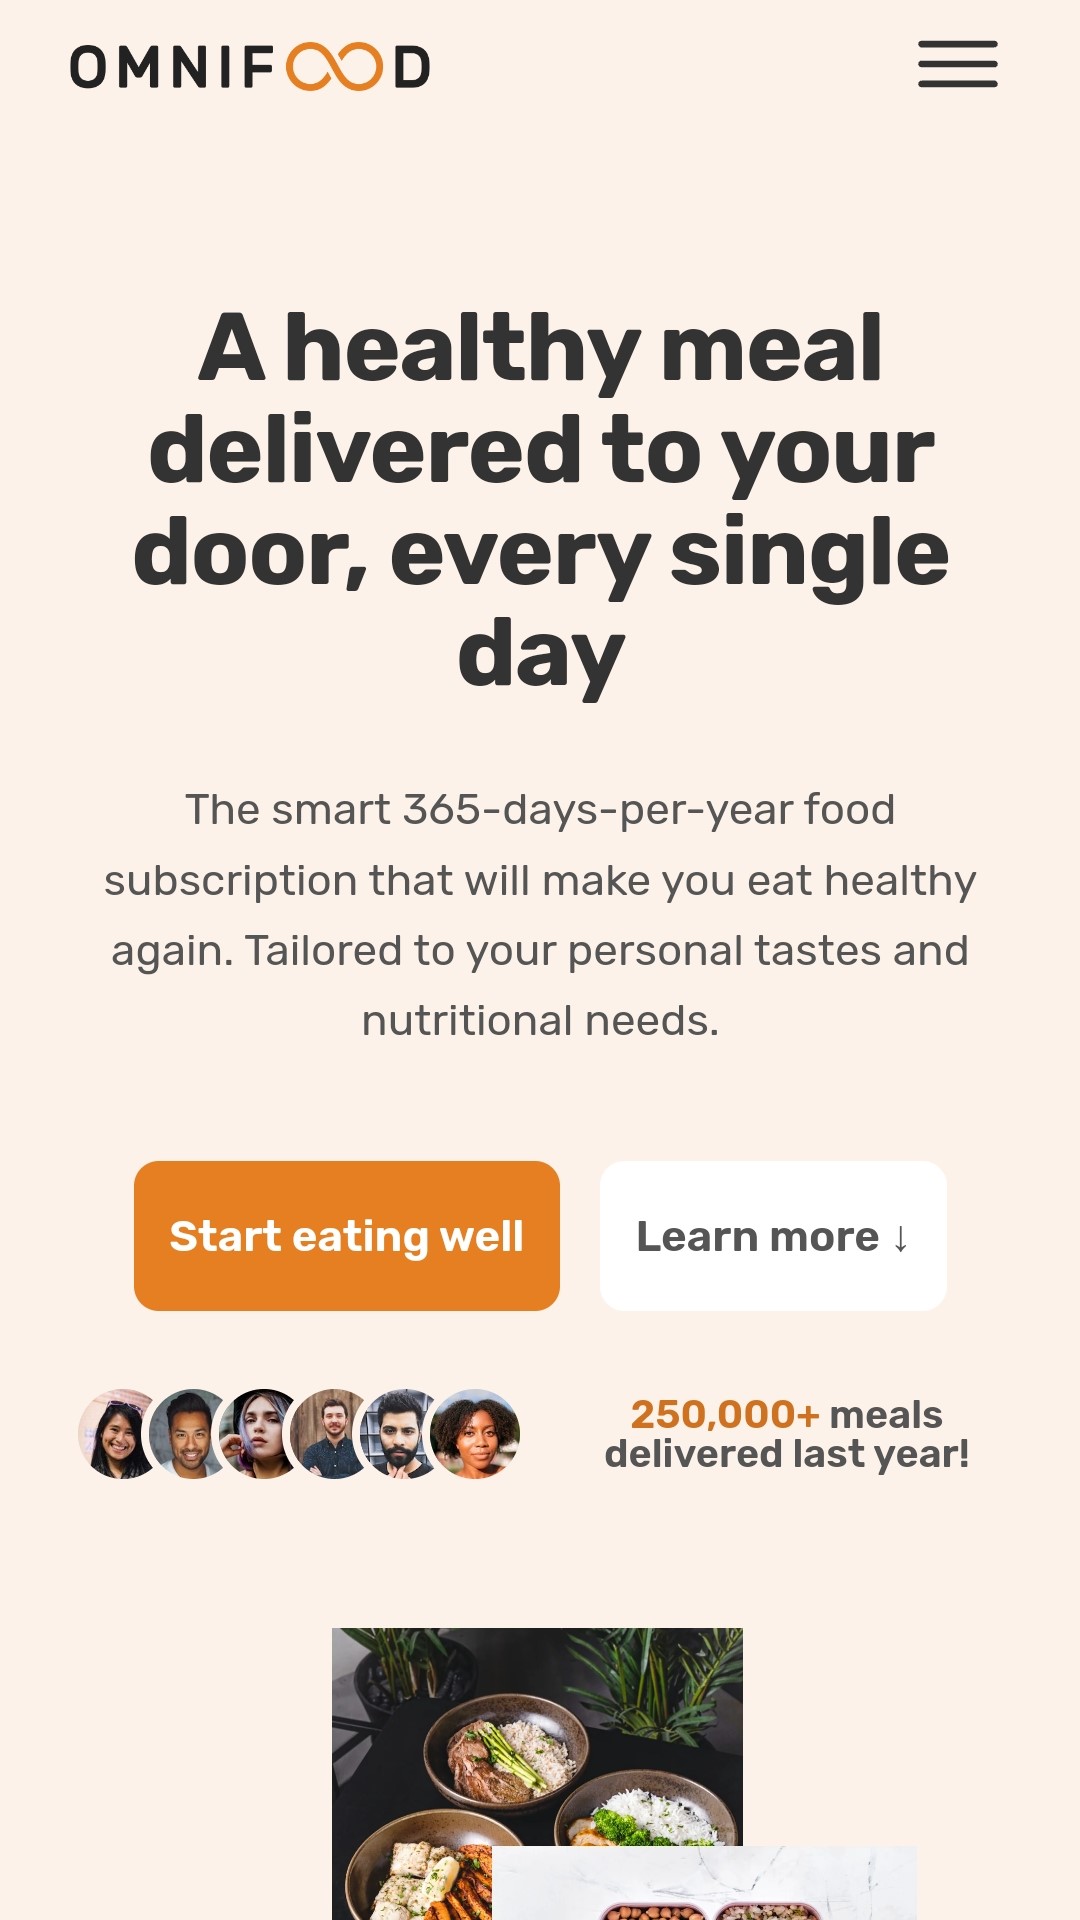 OMNIFOOD
A healthy meal
delivered to your
door, every single
day
The smart 365-days-per-year food
subscription that will make you eat healthy
again. Tailored to your personal tastes and
nutritional needs.
Start eating well
Learn more ↓
250,000+ meals
delivered last year!